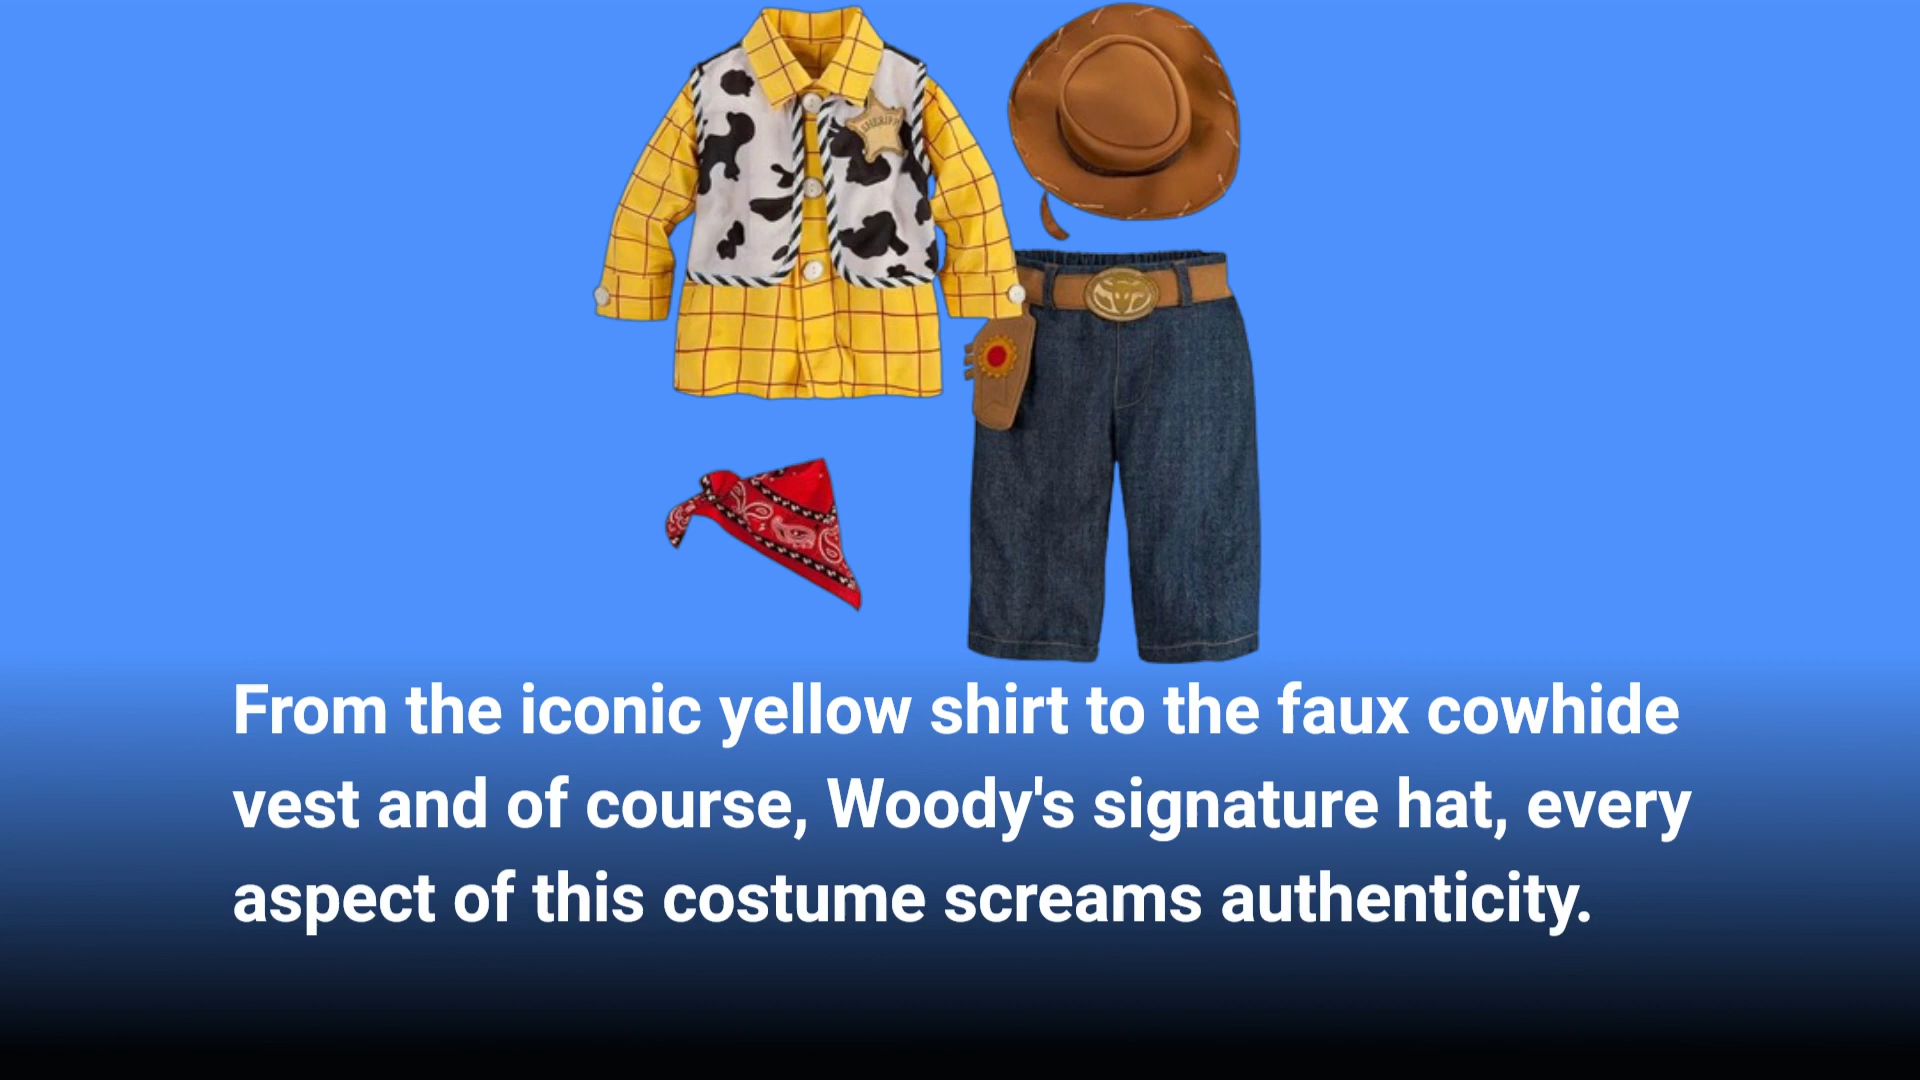 SHERIFF
From the iconic yellow shirt to the faux cowhide
vest and of course, Woody's signature hat, every
aspect of this costume screams authenticity.